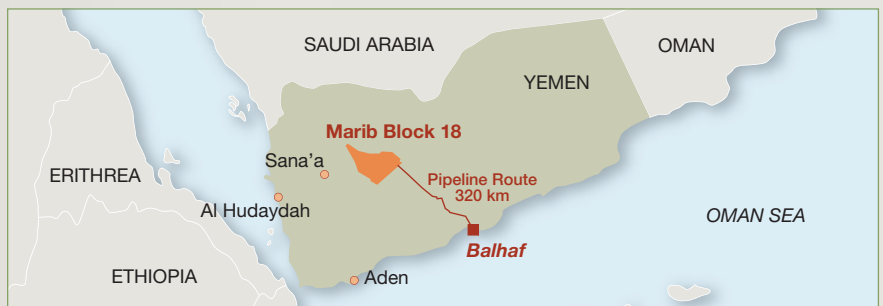 SAUDI ARABIA
OMAN
YEMEN
Marib Block 18
Sana'a
ERITHREA
Pipeline Route
320 km
Al Hudaydah
OMAN SEA
Balhaf
ETHIOPIA
Aden